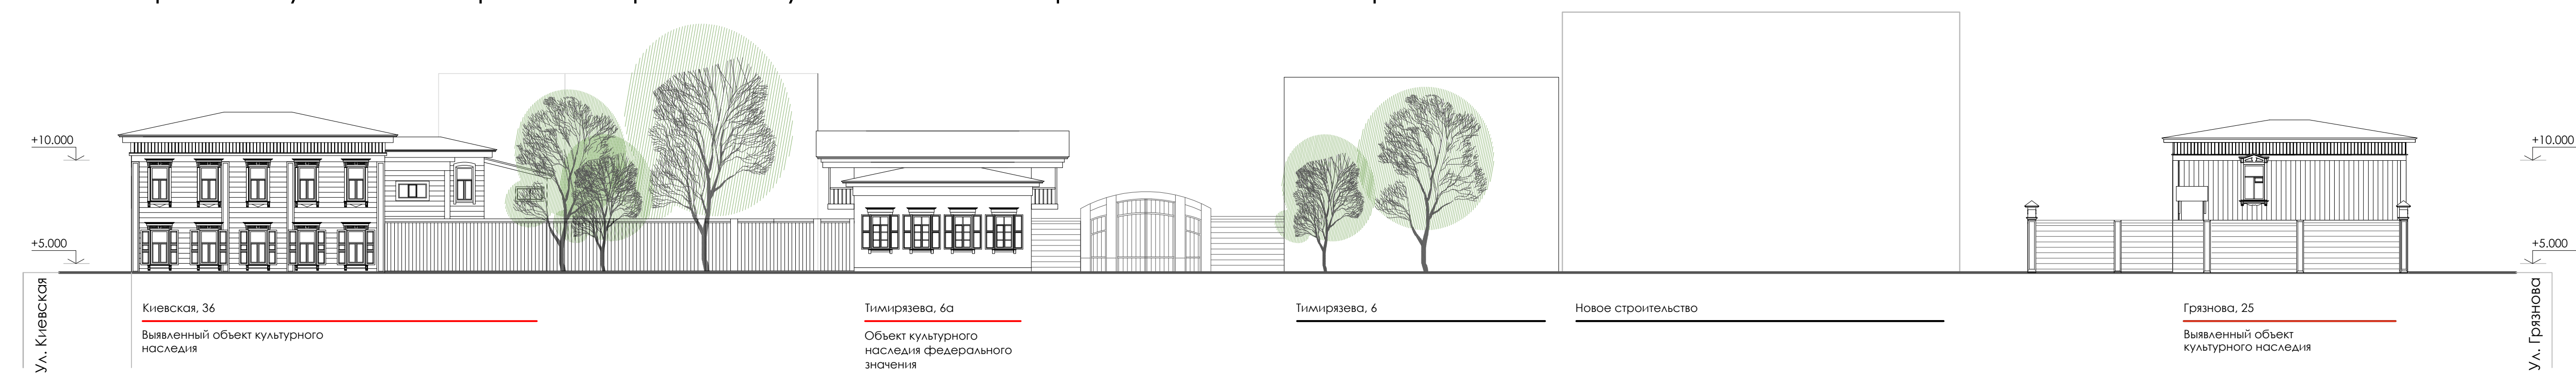 +10.000
+10.000
+5.000
+5.000
Ул. Киевская
Киевская, 36
Выявленный объект культурного
наследия
Тимирязева, 6а
Объект культурного
наследия федерального
значения
Тимирязева, 6
Новое строительство
Грязнова, 25
Выявленный объект
культурного наследия
Ул. Грязнова